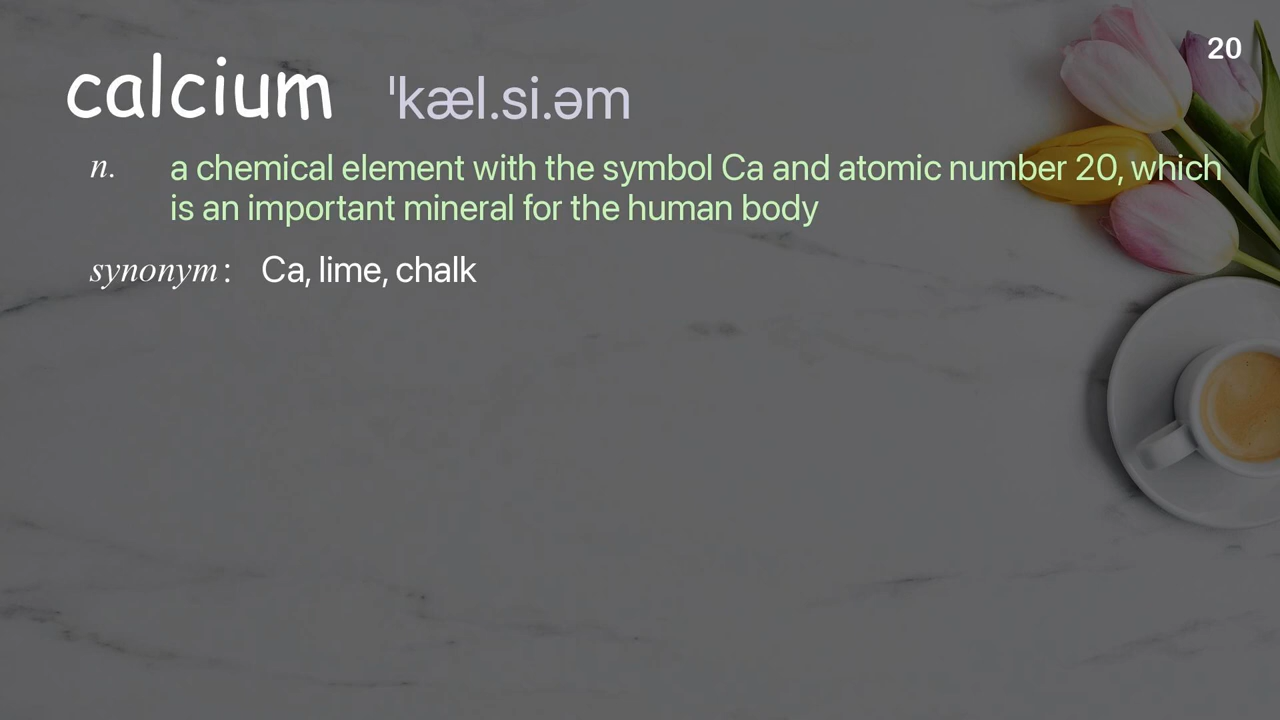 20
calcium ˈkæl.si.əm
n. a chemical element with the symbol Ca and atomic number 20, which
is an important mineral for the human body
synonym: Ca, lime, chalk